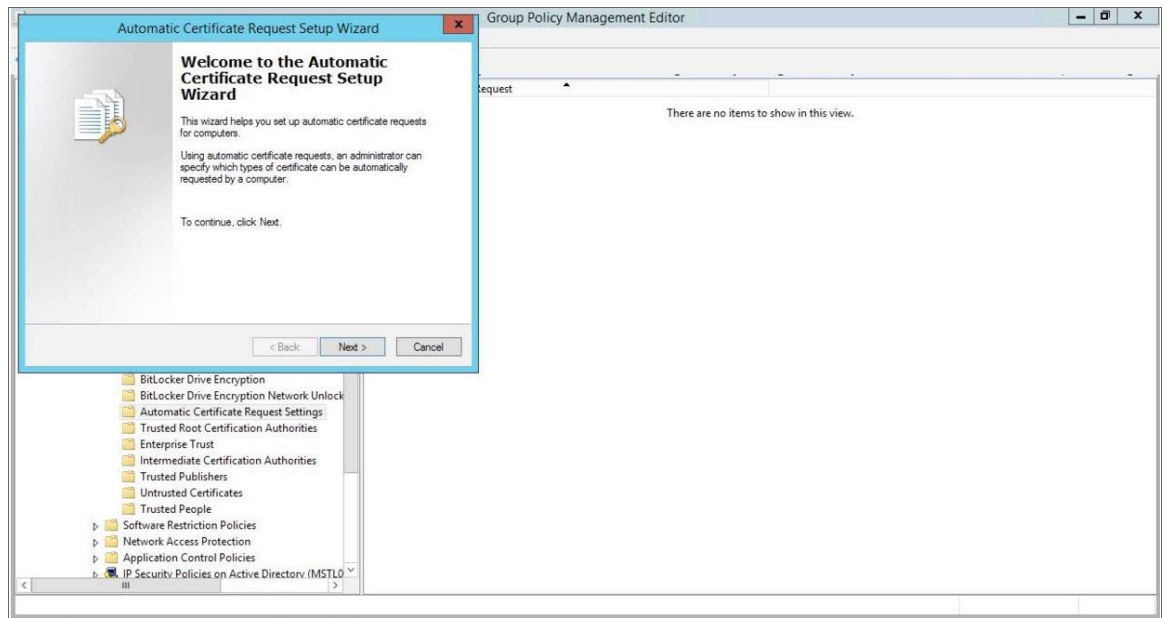 Group Policy Management Editor
Automatic Certificate Request Setup Wizard
Welcome to the Automatic
Certificate Request Setup
Wizard
This wizard helps you set up automatic certificate requests
for computers.
Using automatic certificate requests, an administrator can
specify which types of certificate can be automatically
requested by a computer.
To continue, click Next.
< Back Next > Cancel
There are no items to show in this view.
BitLocker Drive Encryption
BitLocker Drive Encryption Network Unlock
Automatic Certificate Request Settings
Trusted Root Certification Authorities
Enterprise Trust
Intermediate Certification Authorities
Trusted Publishers
Untrusted Certificates
Trusted People
Software Restriction Policies
Network Access Protection
Application Control Policies
IP Security Policies on Active Directory (MSTL0